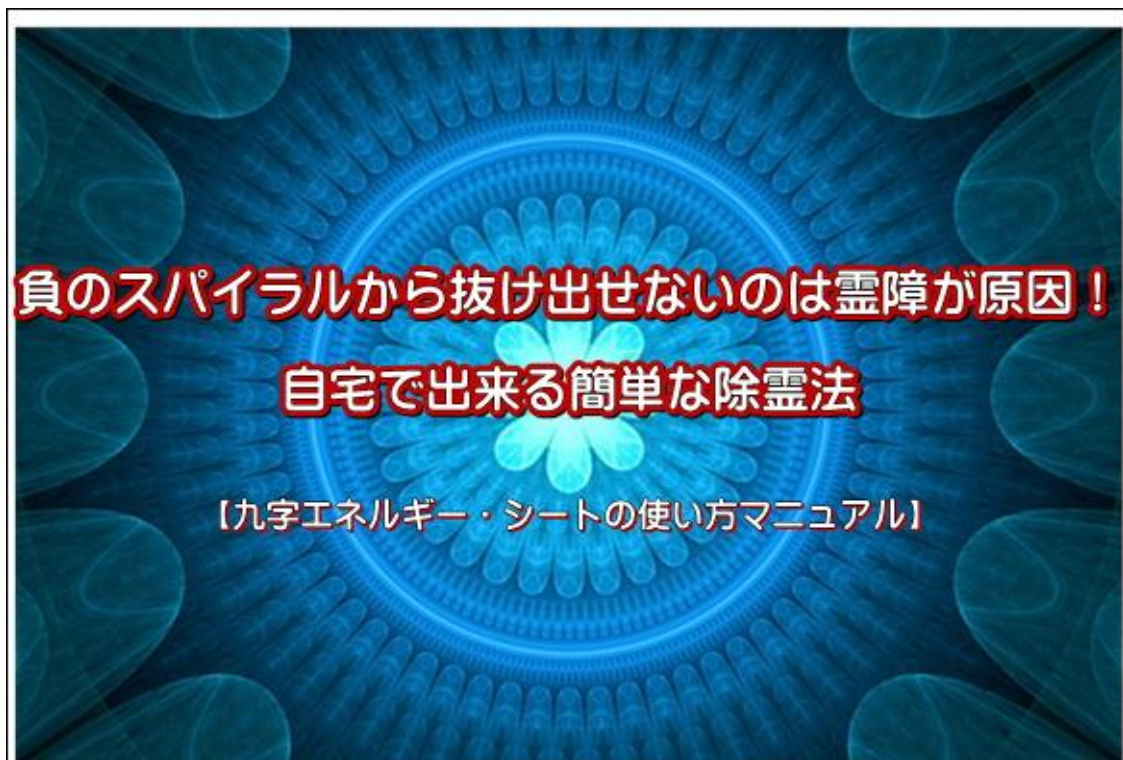 負のスパイラルから抜け出せないのは霊障が原因！
自宅で出来る簡単な除霊法
【九字エネルギー・シートの使い方マニュアル】